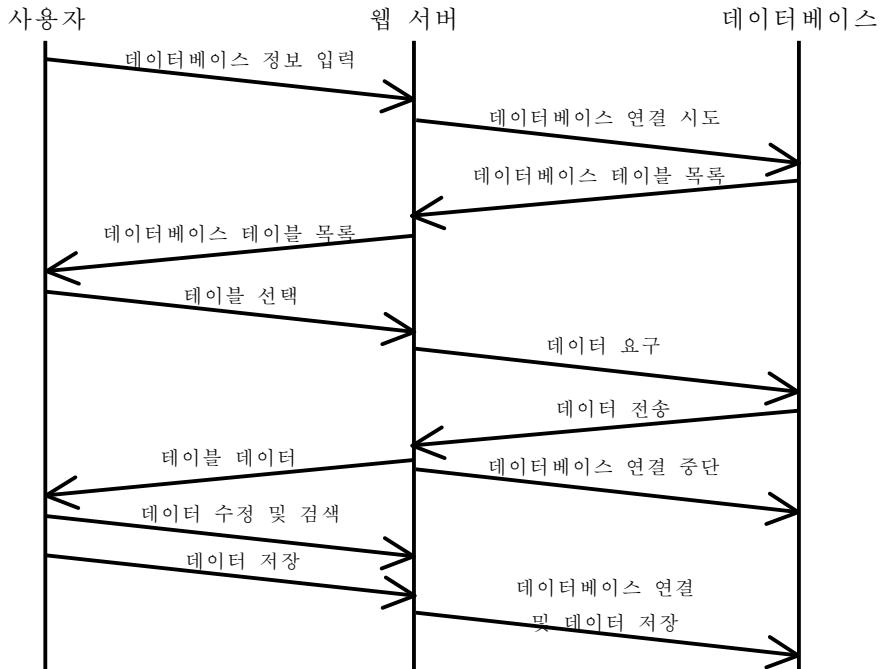 사용자
웹 서버
데이터베이스
데이터베이스 정보 입력
데이터베이스 연결 시도
데이터베이스 테이블 목록
데이터베이스 테이블 목록
테이블 선택
데이터 요구
데이터 전송
테이블 데이터
데이터베이스 연결 중단
데이터 수정 및 검색
데이터 저장
데이터베이스 연결
및 데이터 저장